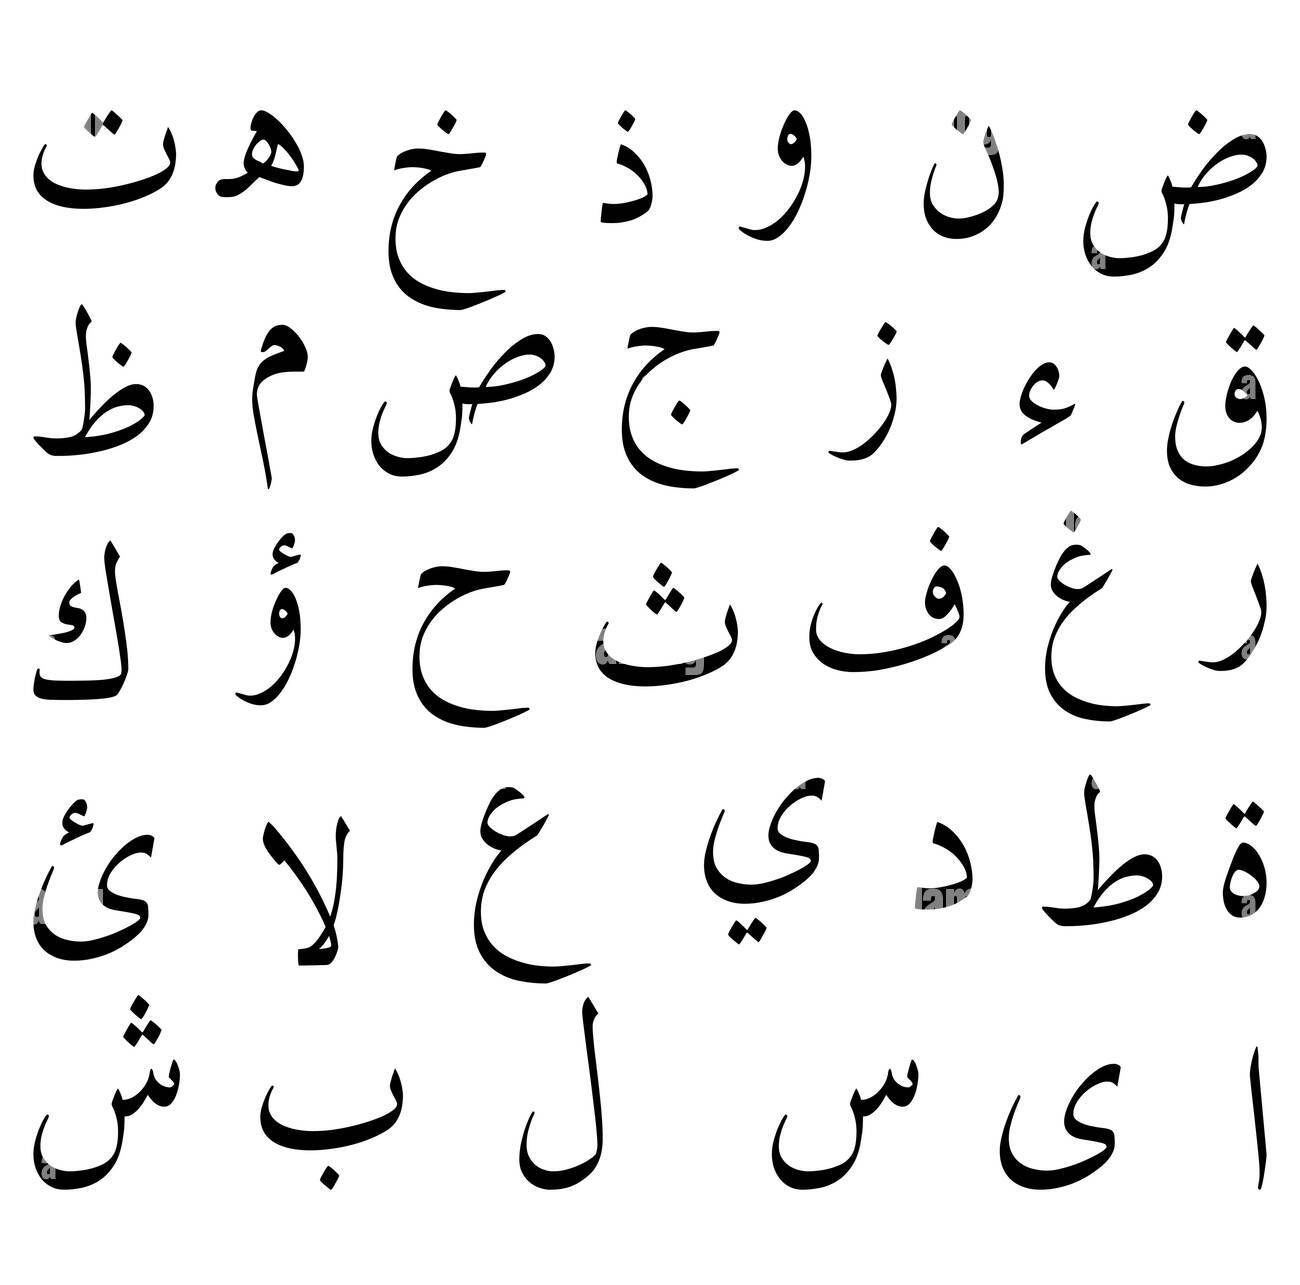 ض ن و ذ خ ه ت
ق ء ز ج ص م ظ
ر غ ف ث ح ؤ ك
ة ط د ي ع لا ئ
ا ى س ل ب ش